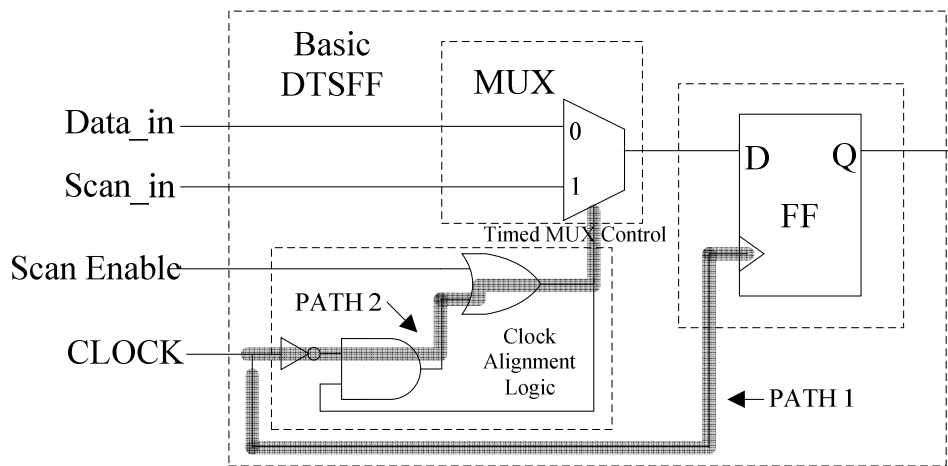 Basic
DTSFF
MUX
Data_in
0
Scan_in
1
D
Q
FF
Timed MUX Control
Scan Enable
PATH 2
CLOCK
Clock
Alignment
Logic
PATH 1